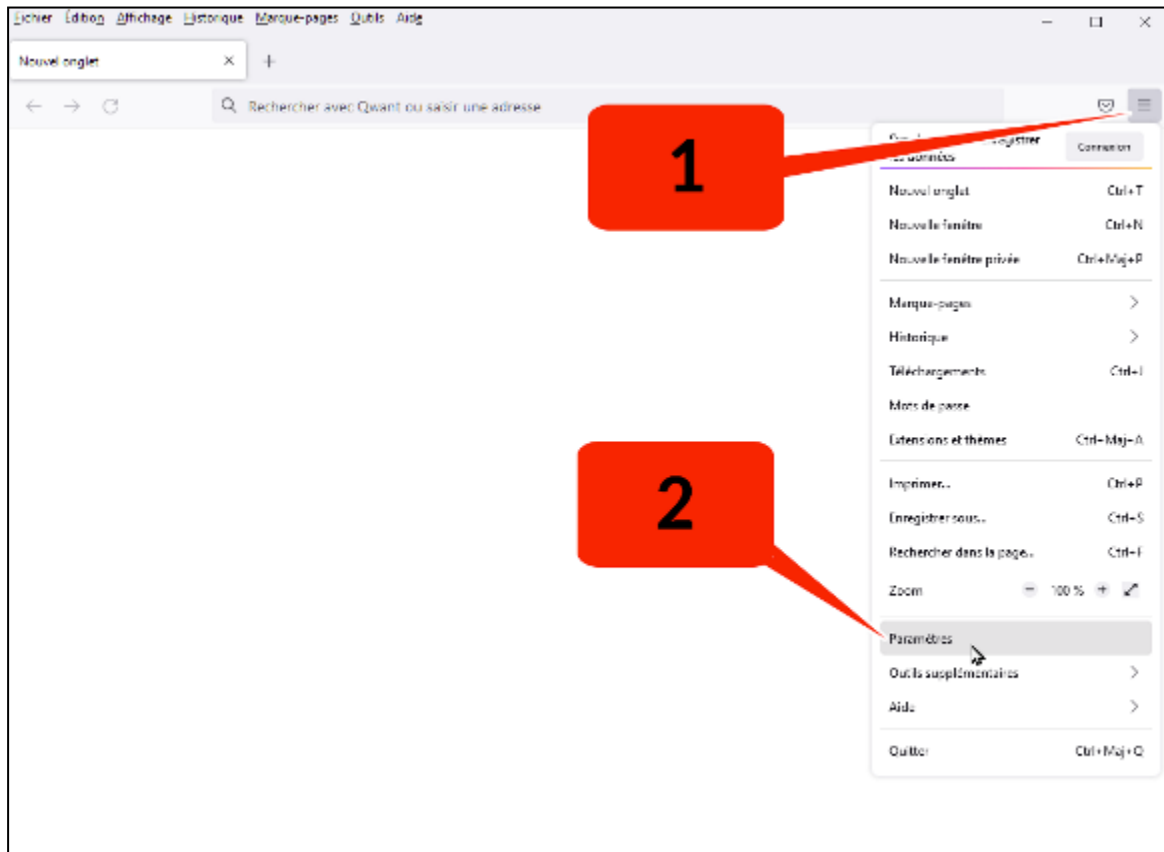 Fichier Édition Affichage Historique Marque-pages Outils Aide
Nouvel onglet
Rechercher avec Qwant ou saisir une adresse
1
données Connexion
Nouvel onglet Ctrl+T
Nouvelle fenêtre Ctrl+N
Nouvelle fenêtre privée Ctrl+Maj+P
Marque-pages
Historique
Téléchargements Ctrl+J
Mots de passe
Extensions et thèmes Ctrl+Maj+A
2
Imprimer... Ctrl+P
Enregistrer sous... Ctrl+S
Rechercher dans la page... Ctrl+F
Zoom 100 %
Paramètres
Outils supplémentaires
Aide
Quitter Ctrl+Maj+Q